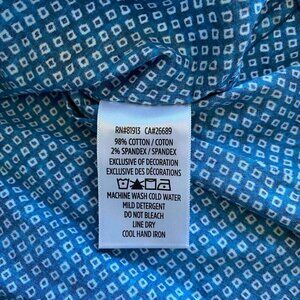 RN#81913 CA#26689
98% COTTON / COTON
2% SPANDEX / SPANDEX
EXCLUSIVE OF DECORATION
EXCLUSIVE DES DÉCORATIONS
MACHINE WASH COLD WATER
MILD DETERGENT
DO NOT BLEACH
LINE DRY
COOL HAND IRON